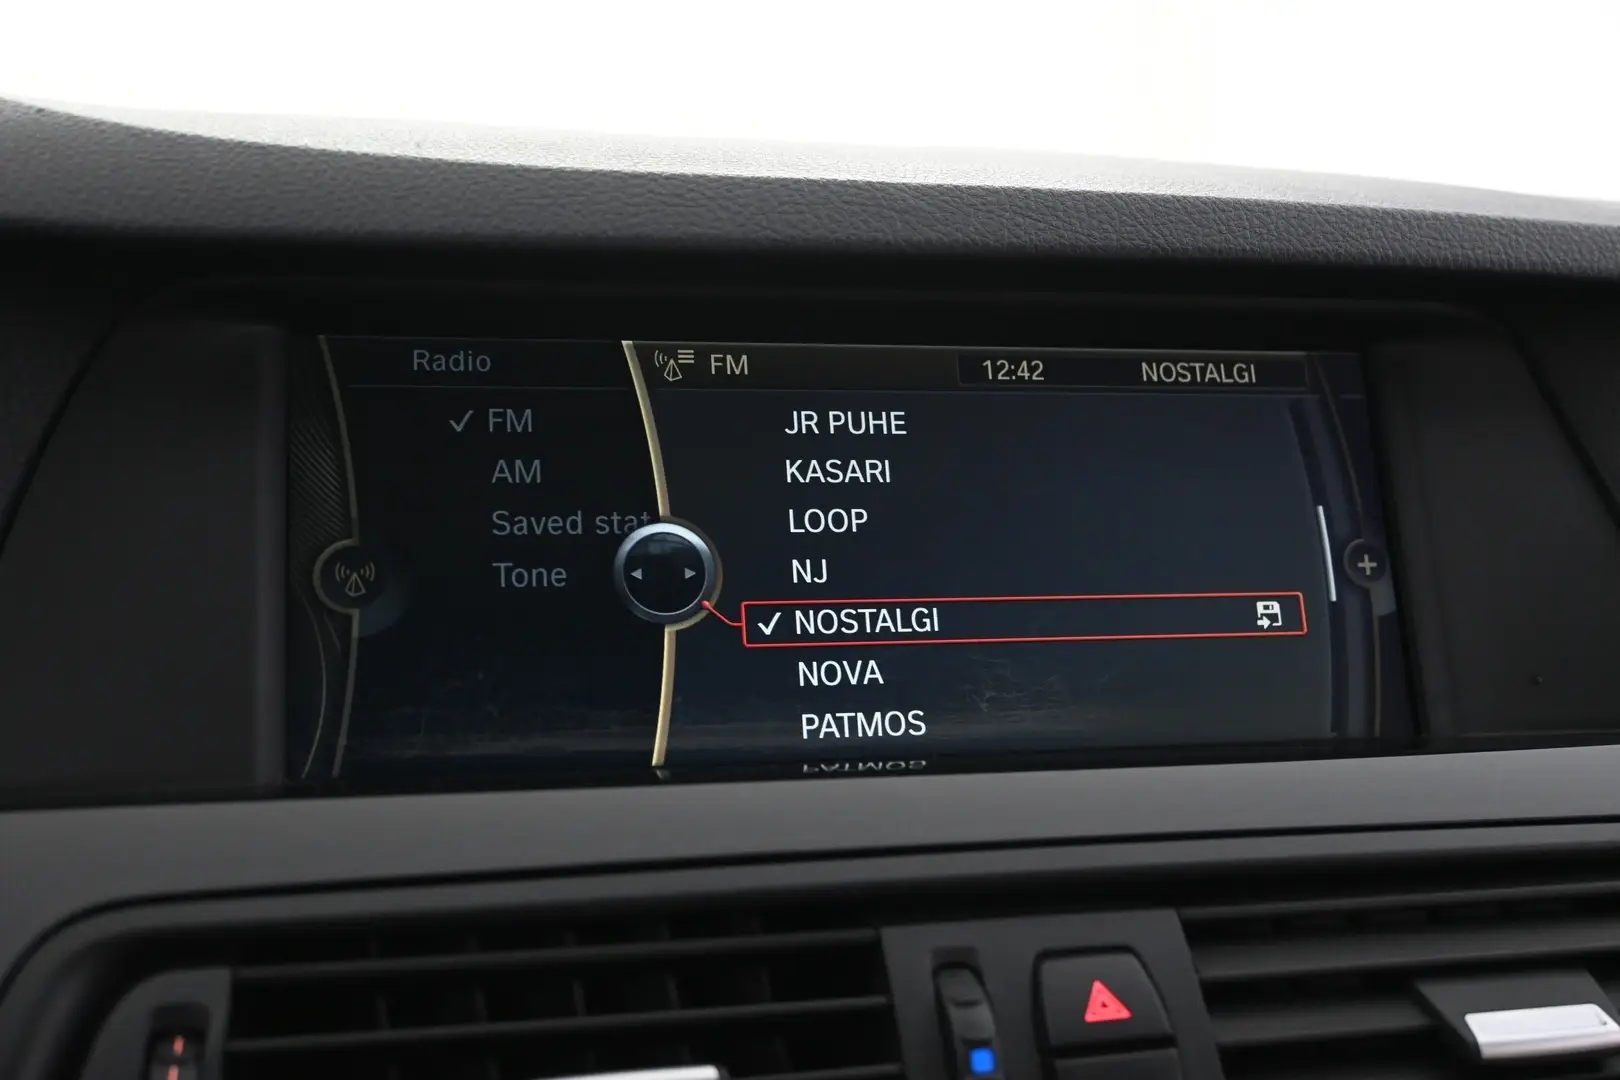 Radio
FM
AM
Saved stat
Tone
FM 12:42 NOSTALGI
JR PUHE
KASARI
LOOP
NJ
NOSTALGI
NOVA
PATMOS